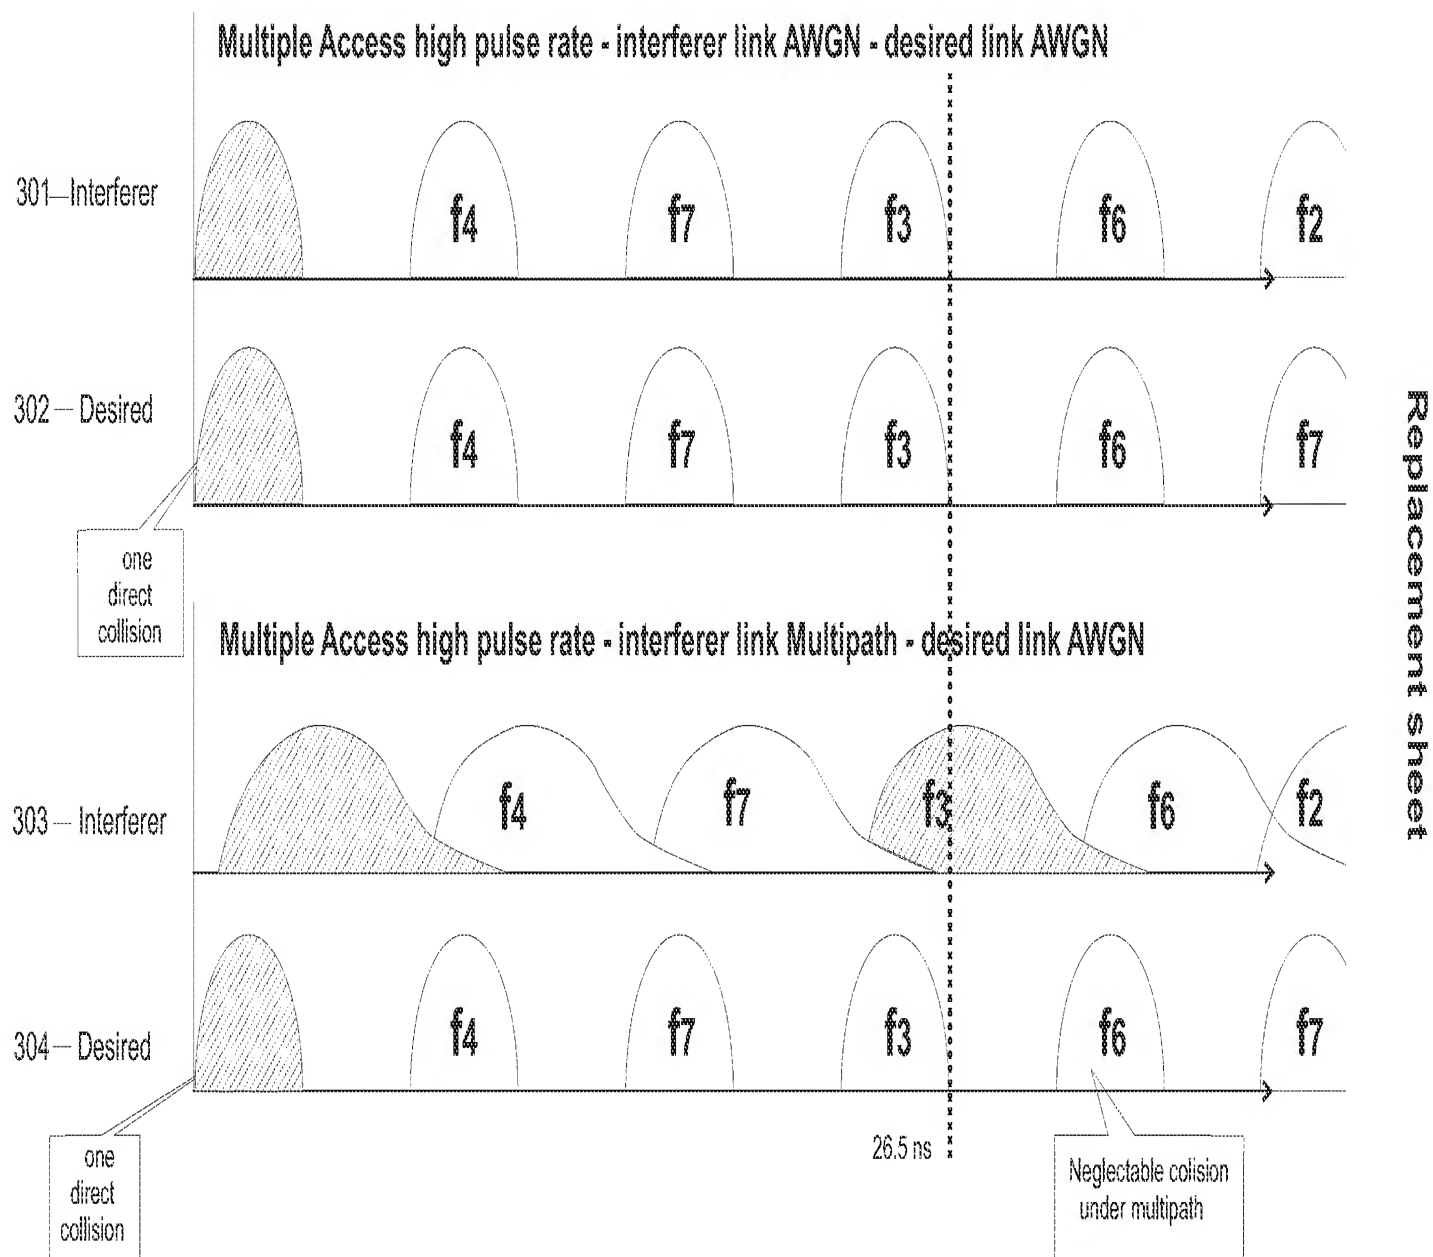 Multiple Access high pulse rate - interferer link AWGN - desired link AWGN
301—Interferer
f4
f7
f3
f6
f2
302— Desired
f4
f7
f3
f6
f7
one
direct
collision
Multiple Access high pulse rate - interferer link Multipath - desired link AWGN
303— Interferer
f4
f7
f3
f6
f2
304— Desired
f4
f7
f3
f6
f7
one
direct
collision
26.5 ns
Neglectable colision
under multipath
Replacement sheet